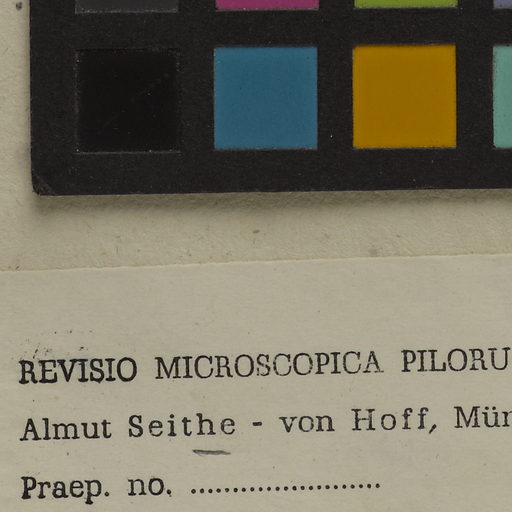 REVISIO MICROSCOPICA PILORU
Almut Seithe - von Hoff, Mün
Praep. no. .......................